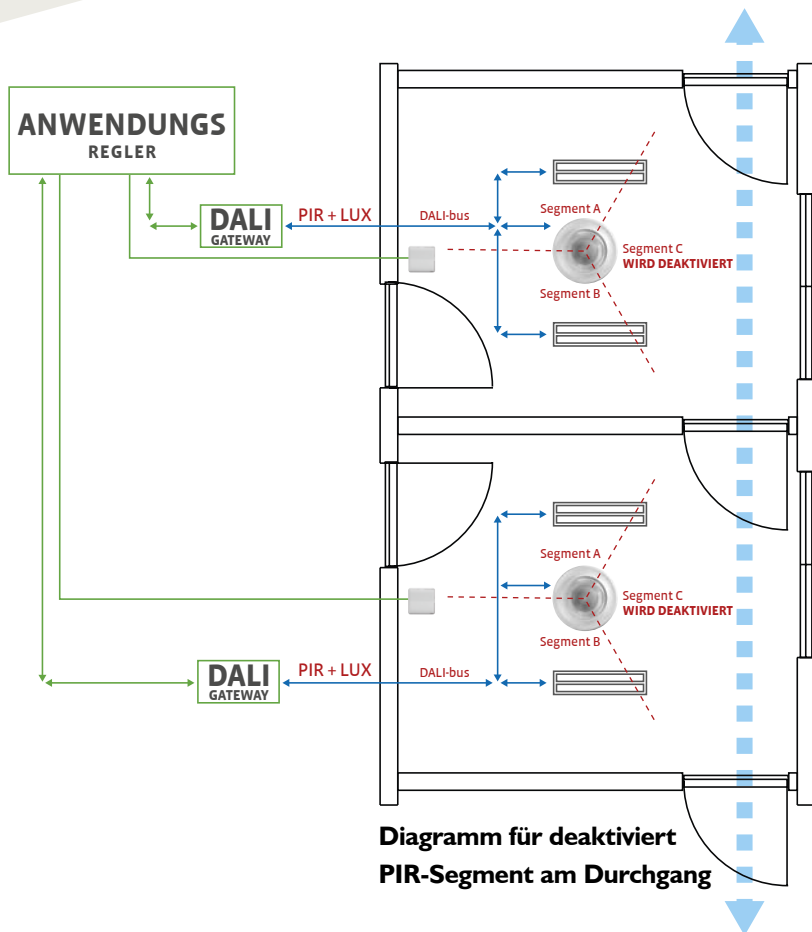 ANWENDUNGS
REGLER
DALI
GATEWAY
PIR + LUX
DALI-bus
Segment A
Segment C
WIRD DEAKTIVIERT
Segment B
Segment A
Segment C
WIRD DEAKTIVIERT
Segment B
DALI
GATEWAY
PIR + LUX
DALI-bus
Diagramm für deaktiviert
PIR-Segment am Durchgang